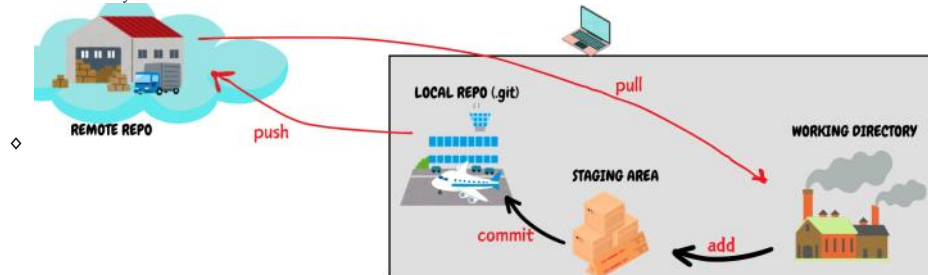 LOCAL REPO (.git)
pull
REMOTE REPO
push
WORKING DIRECTORY
STAGING AREA
commit
add